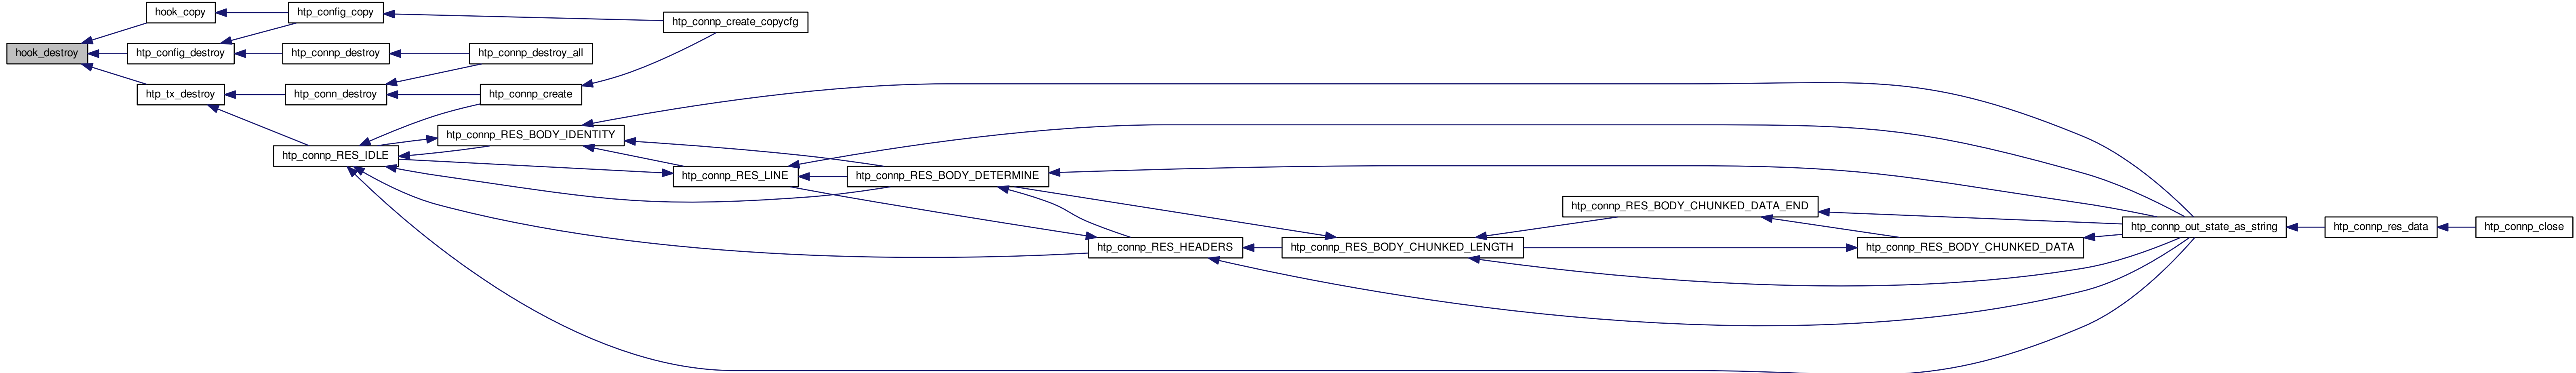 hook_destroy
hook_copy
htp_config_copy
htp_connp_create_copycfg
htp_config_destroy
htp_connp_destroy
htp_connp_destroy_all
htp_tx_destroy
htp_conn_destroy
htp_connp_create
htp_connp_RES_IDLE
htp_connp_RES_BODY_IDENTITY
htp_connp_RES_LINE
htp_connp_RES_BODY_DETERMINE
htp_connp_RES_HEADERS
htp_connp_RES_BODY_CHUNKED_LENGTH
htp_connp_RES_BODY_CHUNKED_DATA_END
htp_connp_RES_BODY_CHUNKED_DATA
htp_connp_out_state_as_string
htp_connp_res_data
htp_connp_close